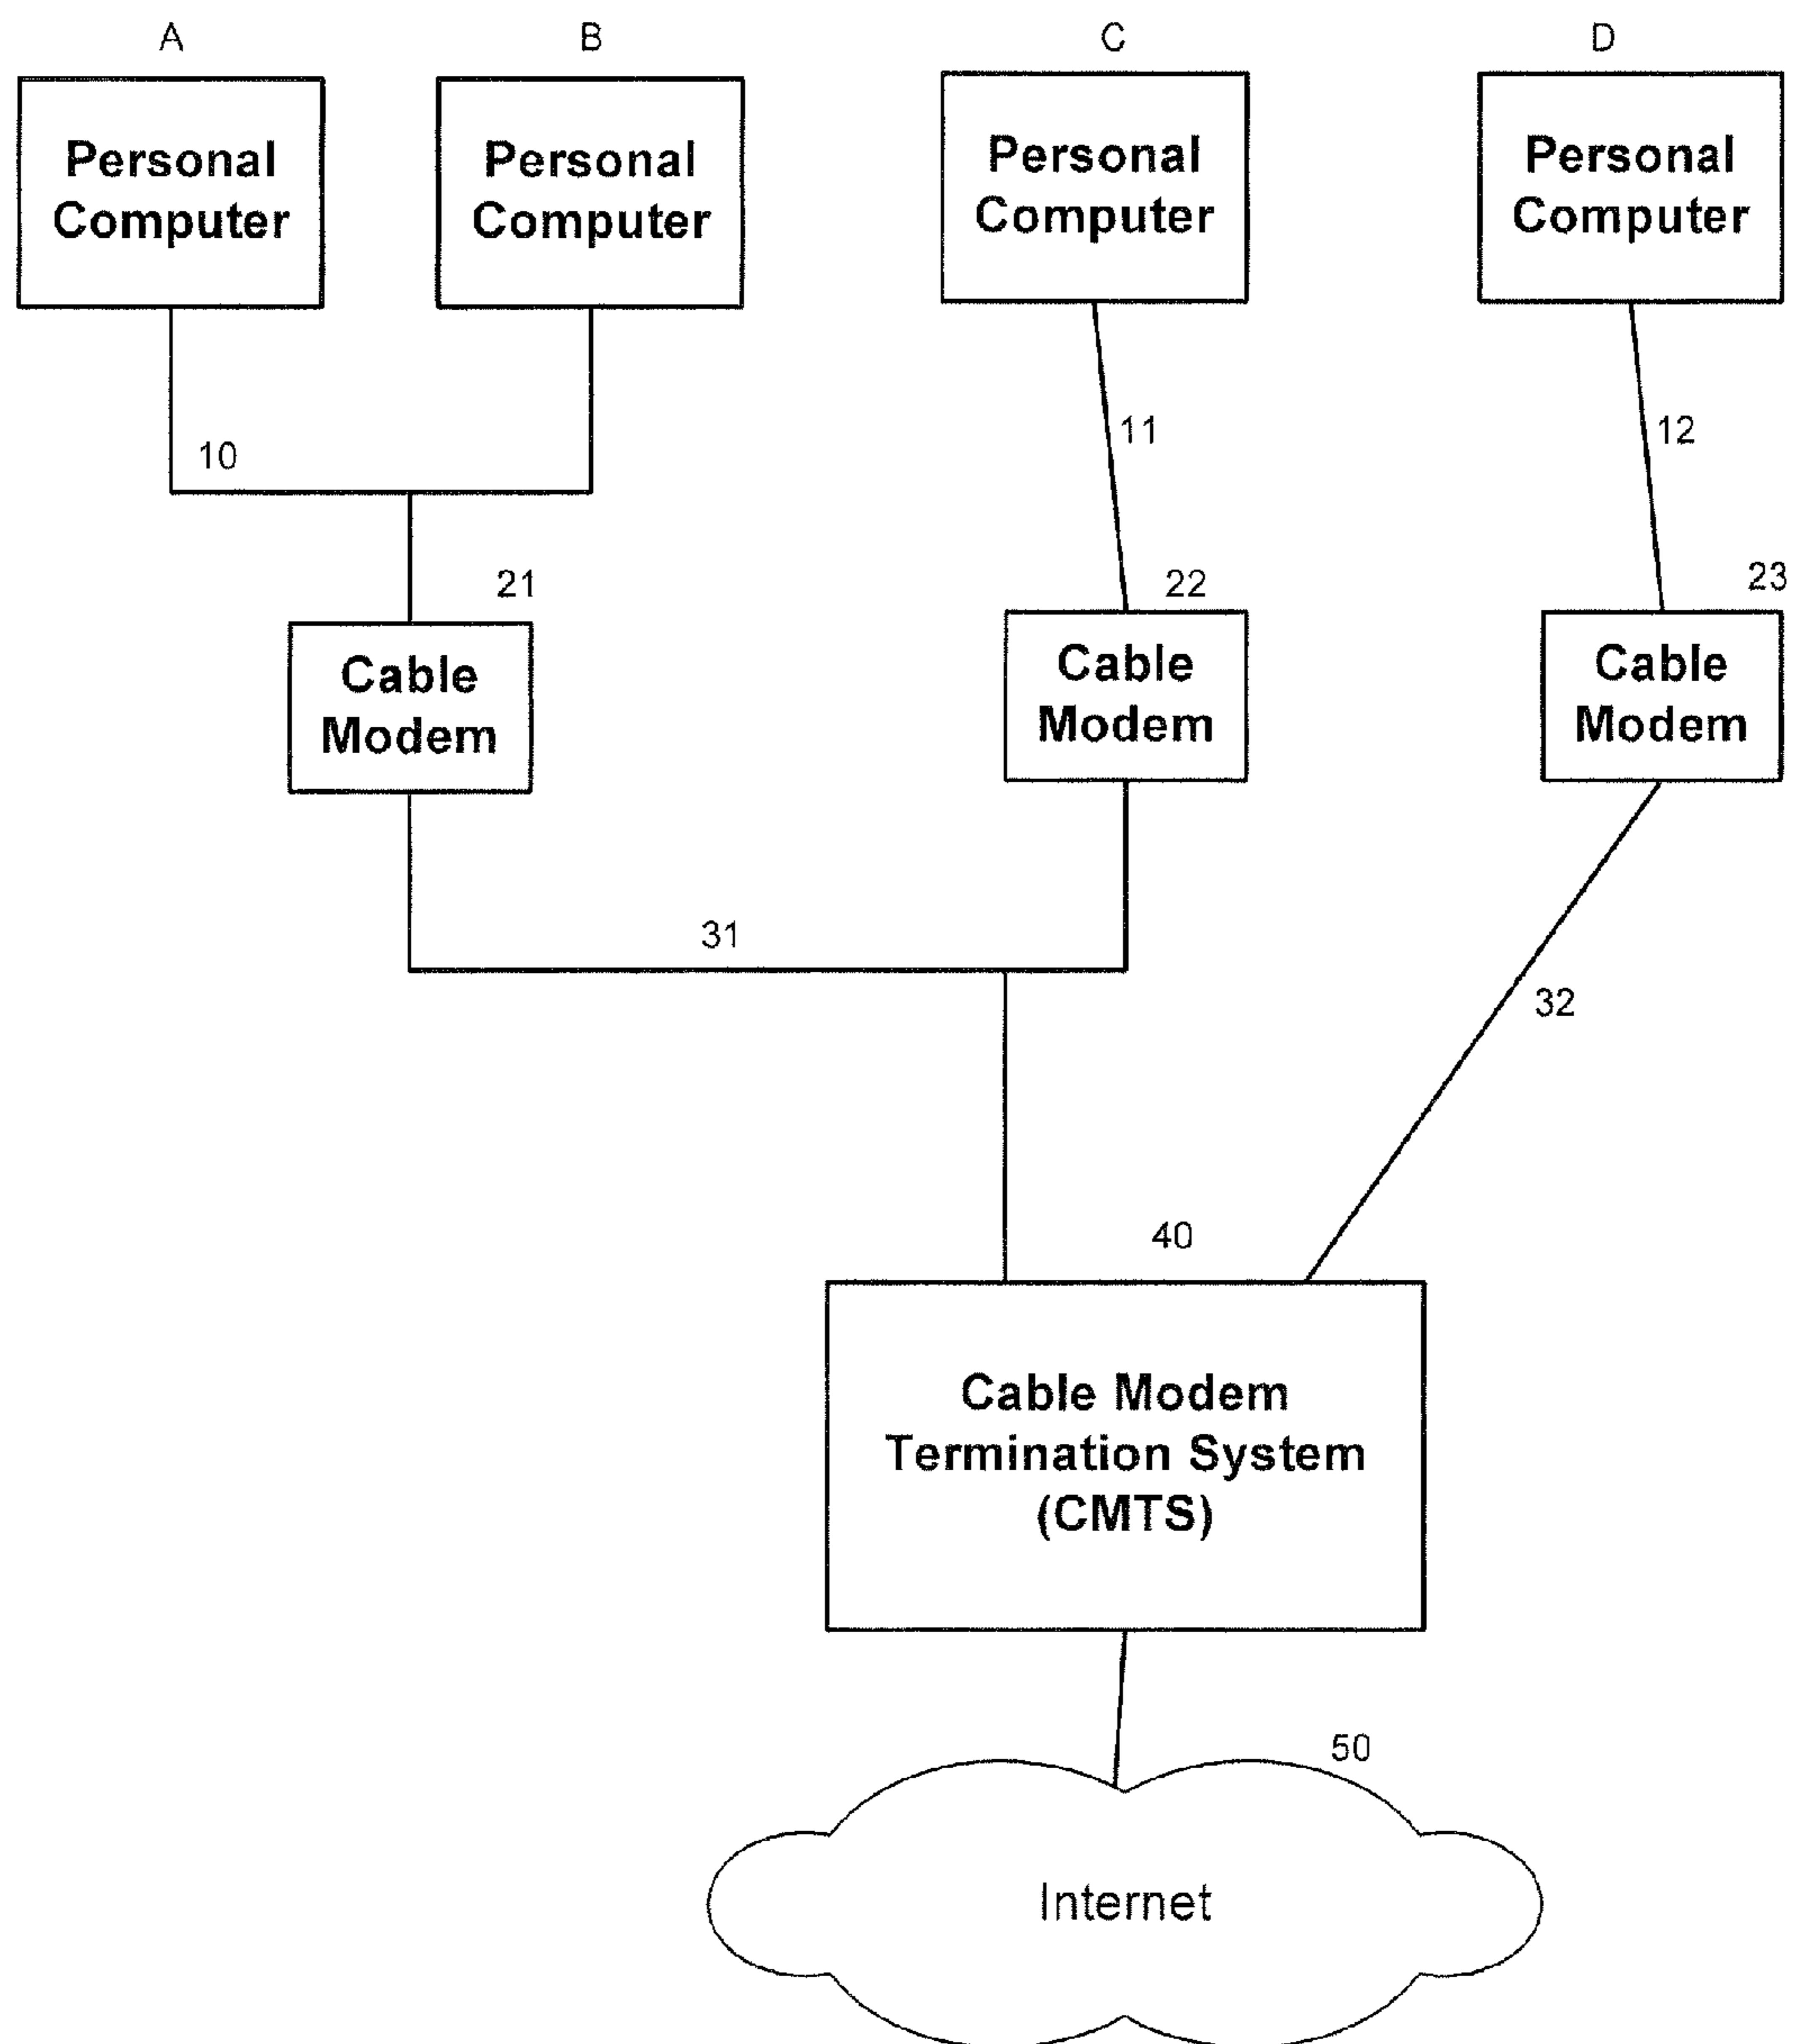 A
B
C
D
Personal
Computer
Personal
Computer
Personal
Computer
Personal
Computer
10
11
12
21
22
23
Cable
Modem
Cable
Modem
Cable
Modem
31
32
40
Cable Modem
Termination System
(CMTS)
50
Internet